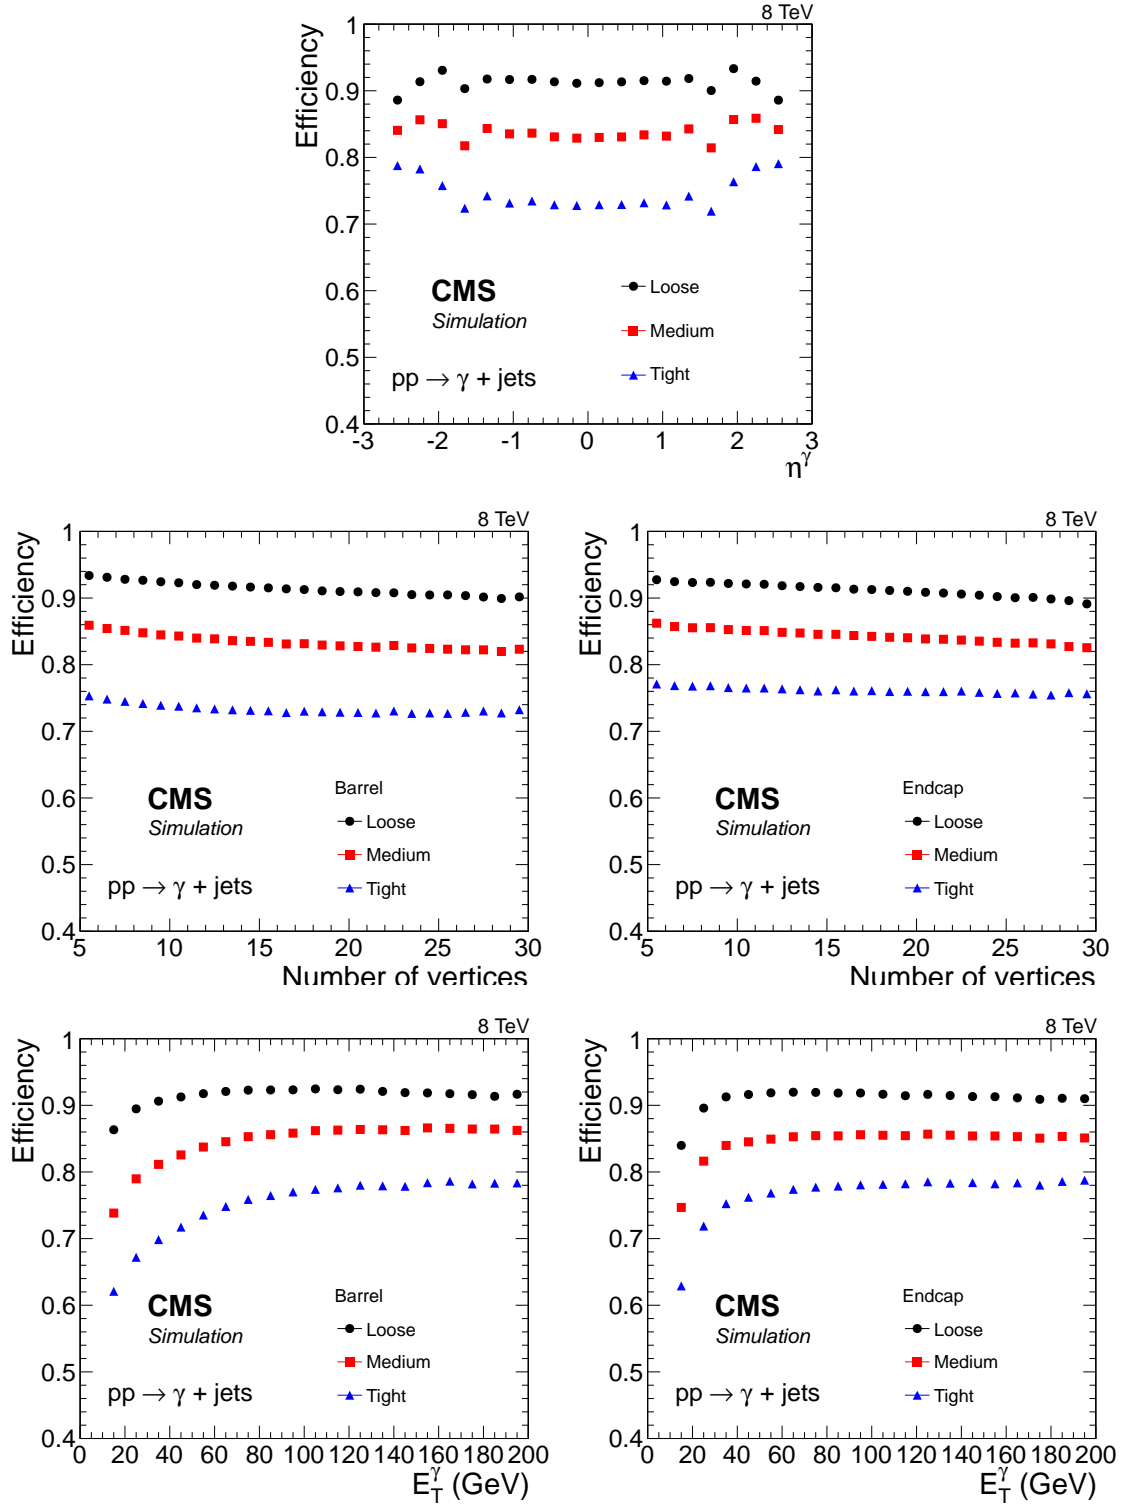 8 TeV
Efficiency
1
0.9
0.8
0.7
0.6
0.5
0.4
CMS
Simulation
pp → γ + jets
Loose
Medium
Tight
-3 -2 -1 0 1 2 3
η^γ
8 TeV
Efficiency
1
0.9
0.8
0.7
0.6
0.5
0.4
CMS
Simulation
pp → γ + jets
Barrel
Loose
Medium
Tight
5 10 15 20 25 30
Number of vertices
8 TeV
Efficiency
1
0.9
0.8
0.7
0.6
0.5
0.4
CMS
Simulation
pp → γ + jets
Endcap
Loose
Medium
Tight
5 10 15 20 25 30
Number of vertices
8 TeV
Efficiency
1
0.9
0.8
0.7
0.6
0.5
0.4
CMS
Simulation
pp → γ + jets
Barrel
Loose
Medium
Tight
0 20 40 60 80 100 120 140 160 180 200
E_T^γ (GeV)
8 TeV
Efficiency
1
0.9
0.8
0.7
0.6
0.5
0.4
CMS
Simulation
pp → γ + jets
Endcap
Loose
Medium
Tight
0 20 40 60 80 100 120 140 160 180 200
E_T^γ (GeV)